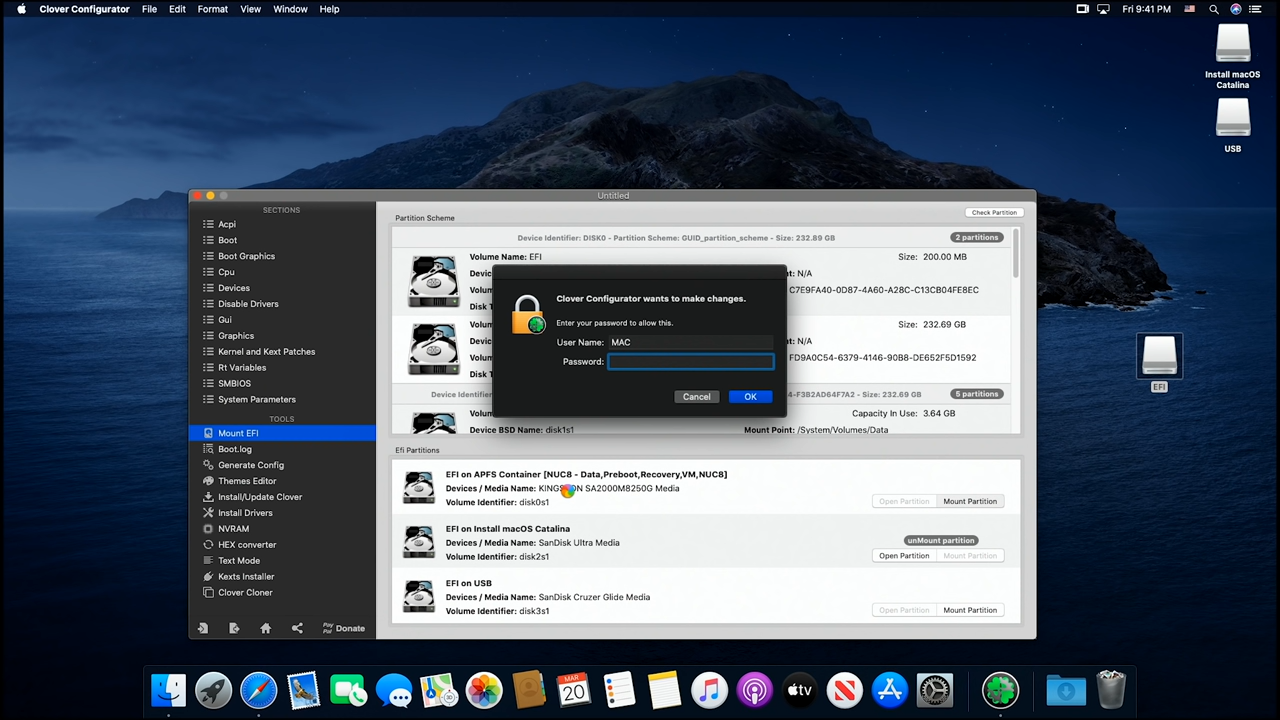 Clover Configurator File Edit Format View Window Help
Fri 9:41 PM
Install macOS
Catalina
USB
EFI
Untitled
SECTIONS
Acpi
Boot
Boot Graphics
Cpu
Devices
Disable Drivers
Gui
Graphics
Kernel and Kext Patches
Rt Variables
SMBIOS
System Parameters
TOOLS
Mount EFI
Boot.log
Generate Config
Themes Editor
Install/Update Clover
Install Drivers
NVRAM
HEX converter
Text Mode
Kexts Installer
Clover Cloner
Pay
Pal Donate
Partition Scheme
Check Partition
Device Identifier: DISK0 - Partition Scheme: GUID_partition_scheme - Size: 232.89 GB
2 partitions
Volume Name: EFI
Size: 200.00 MB
N/A
C7E9FA40-0D87-4A60-A28C-C13CB04FE8EC
Size: 232.69 GB
N/A
FD9A0C54-6379-4146-90B8-DE652F5D1592
4-F3B2AD64F7A2 - Size: 232.69 GB
5 partitions
Capacity In Use: 3.64 GB
Device BSD Name: disk1s1
Mount Point: /System/Volumes/Data
Clover Configurator wants to make changes.
Enter your password to allow this.
User Name: MAC
Password:
Cancel OK
Efi Partitions
EFI on APFS Container [NUC8 - Data,Preboot,Recovery,VM,NUC8]
Devices / Media Name: KINGSTON SA2000M8250G Media
Volume Identifier: disk0s1
Open Partition Mount Partition
EFI on Install macOS Catalina
Devices / Media Name: SanDisk Ultra Media
Volume Identifier: disk2s1
unMount partition
Open Partition Mount Partition
EFI on USB
Devices / Media Name: SanDisk Cruzer Glide Media
Volume Identifier: disk3s1
Open Partition Mount Partition
MAR
20
tv